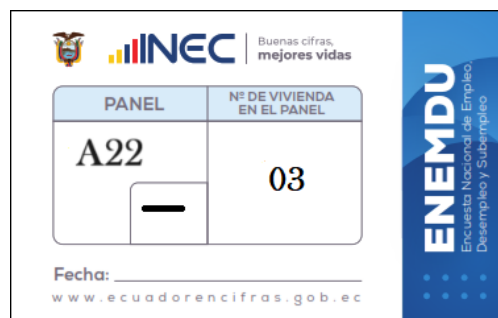 INEC
Buenas cifras,
mejores vidas
PANEL
Nº DE VIVIENDA
EN EL PANEL
A22
03
—
Fecha:
www.ecuadorencifras.gob.ec
ENEMDU
Encuesta Nacional de Empleo,
Desempleo y Subempleo